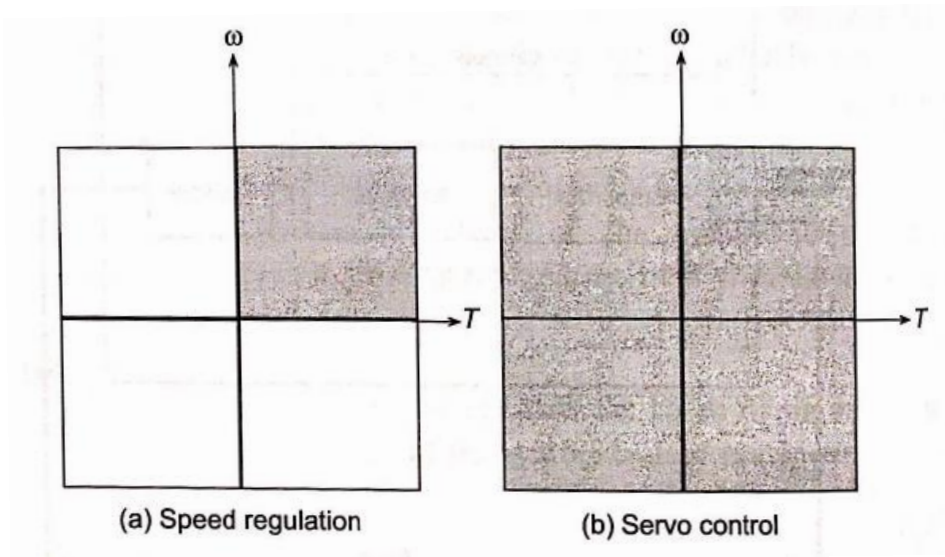 ω
ω
T
T
(a) Speed regulation
(b) Servo control